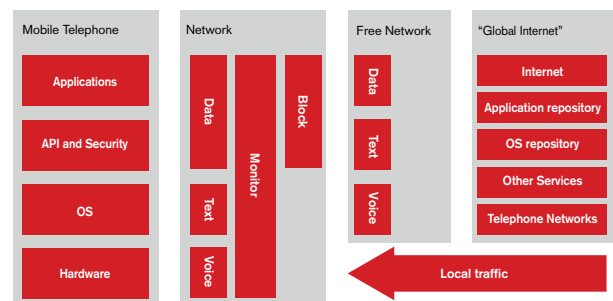 Mobile Telephone
Applications
API and Security
OS
Hardware
Network
Data
Text
Voice
Monitor
Block
Free Network
Data
Text
Voice
“Global Internet”
Internet
Application repository
OS repository
Other Services
Telephone Networks
Local traffic